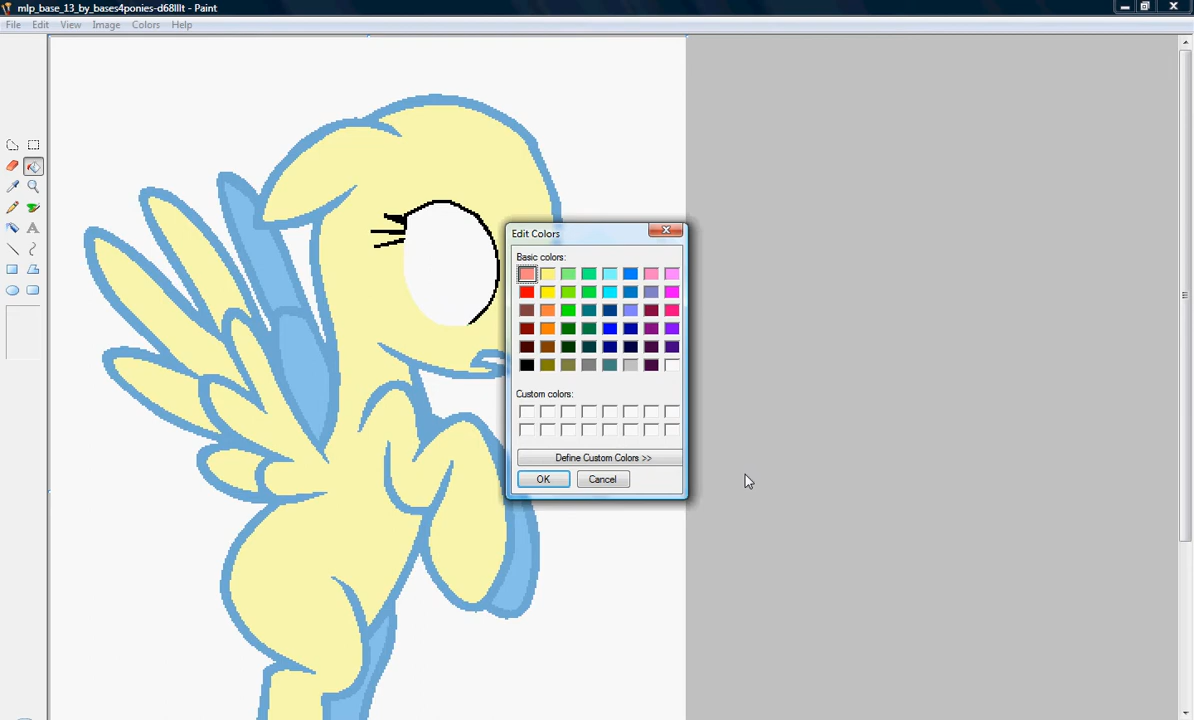 mlp_base_13_by_bases4ponies-d68lllt - Paint
File Edit View Image Colors Help
Edit Colors
Basic colors:
Custom colors:
Define Custom Colors >>
OK Cancel